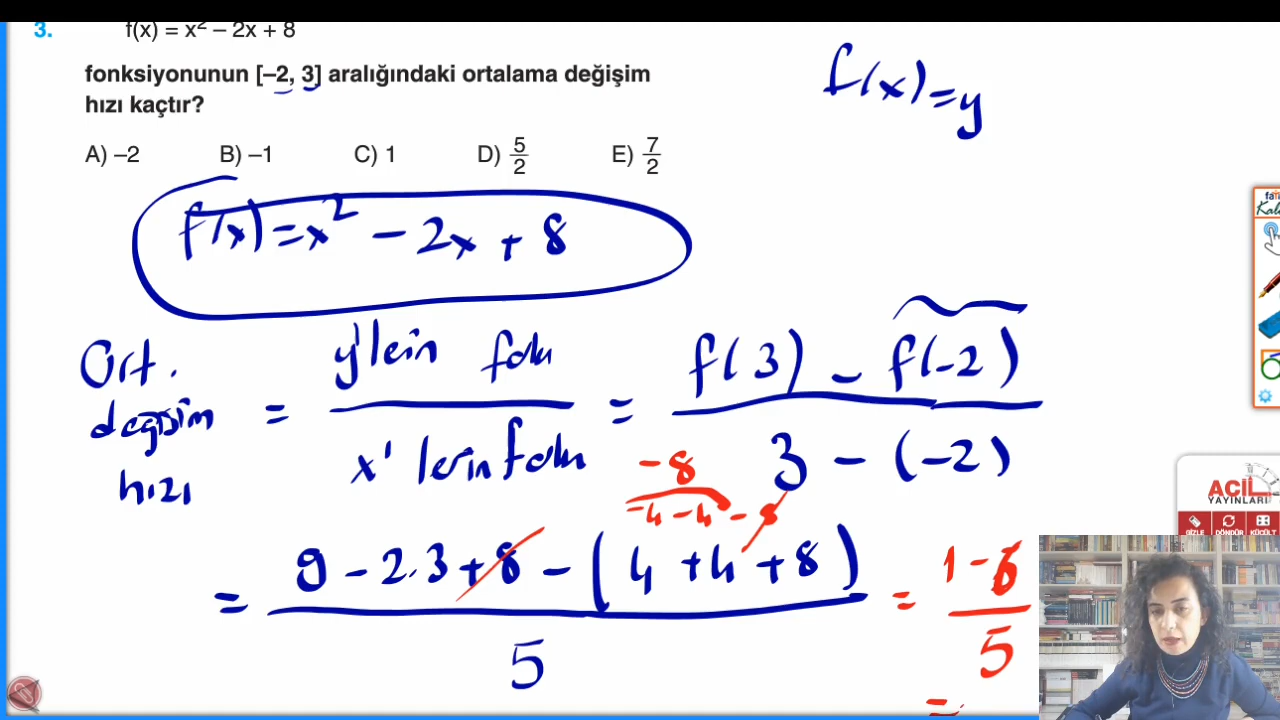 3. f(x) = x² – 2x + 8
fonksiyonunun [–2, 3] aralığındaki ortalama değişim
hızı kaçtır?
A) –2 B) –1 C) 1 D) 5/2 E) 7/2
f(x) = y
f(x) = x² – 2x + 8
Ort. değişim hızı = y'lerin farkı / x'lerin farkı = f(3) – f(-2) / 3 – (-2)
-8
-4 -4 -8
= 9 – 2.3 + 8 – (4 + 4 + 8) / 5 = 1 - 6 / 5
=
ACİL
YAYINLARI
GİZLE DÖNDÜR KÜÇÜLT